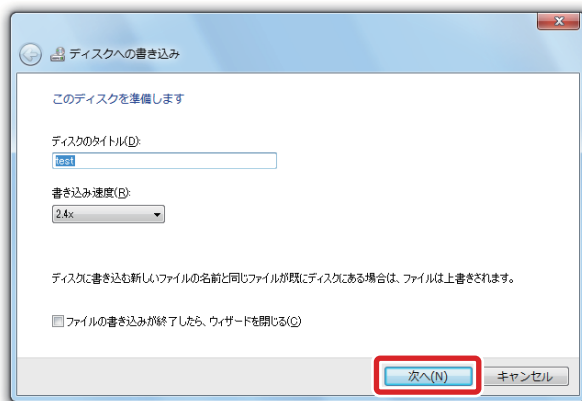 ディスクへの書き込み
このディスクを準備します
ディスクのタイトル(D):
test
書き込み速度(R):
2.4x
ディスクに書き込む新しいファイルの名前と同じファイルが既にディスクにある場合は、ファイルは上書きされます。
ファイルの書き込みが終了したら、ウィザードを閉じる(C)
次へ(N) キャンセル